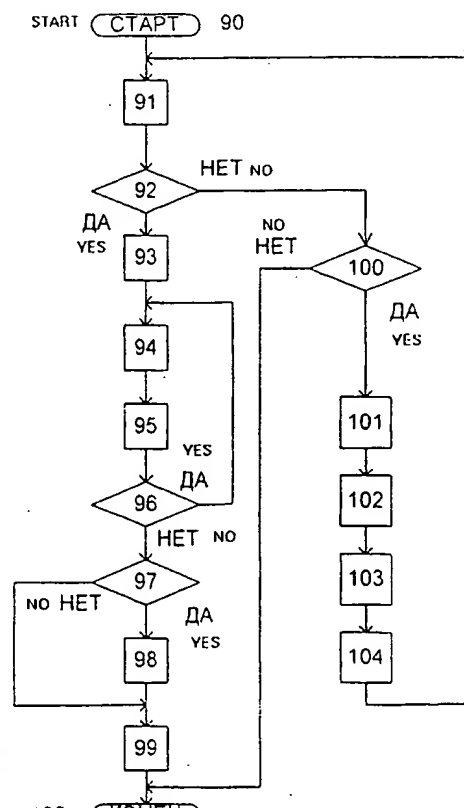 START СТАРТ 90
91
92 НЕТ NO
ДА
YES
93
NO
НЕТ
100
ДА
YES
94
95
101
YES
ДА
96
102
НЕТ NO
97
103
NO НЕТ
ДА
YES
98
104
99